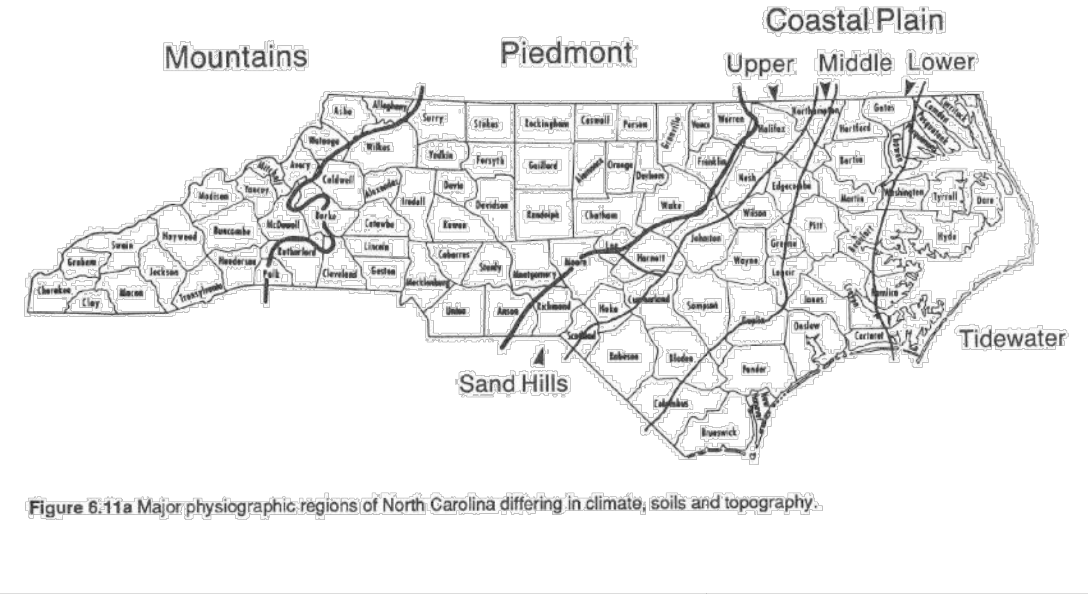 Coastal Plain
Mountains
Piedmont
Upper Middle Lower
Ashe
Alleghany
Surry
Stokes
Rockingham
Caswell
Person
Granville
Vance
Warren
Halifax
Northampton
Gates
Hertford
Camden
Currituck
Watauga
Wilkes
Yadkin
Forsyth
Guilford
Alamance
Orange
Durham
Franklin
Nash
Edgecombe
Bertie
Mitchell
Avery
Caldwell
Alexander
Iredell
Davie
Davidson
Randolph
Chatham
Wake
Wilson
Martin
Washington
Tyrrell
Dare
Madison
Yancey
Burke
McDowell
Catawba
Rowan
Buncombe
Haywood
Swain
Graham
Cherokee
Clay
Macon
Jackson
Transylvania
Henderson
Polk
Rutherford
Cleveland
Lincoln
Gaston
Mecklenburg
Cabarrus
Stanly
Montgomery
Moore
Lee
Harnett
Johnston
Wayne
Greene
Pitt
Beaufort
Hyde
Lenoir
Craven
Pamlico
Jones
Union
Anson
Richmond
Hoke
Cumberland
Sampson
Duplin
Onslow
Carteret
Scotland
Robeson
Bladen
Pender
Columbus
Brunswick
Tidewater
Sand Hills
Figure 6.11a Major physiographic regions of North Carolina differing in climate, soils and topography.